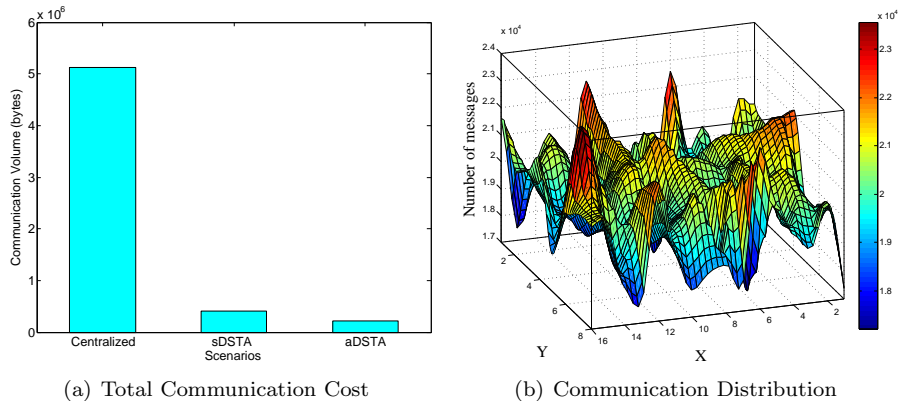 x 10^6
6
5
4
3
2
1
0
Communication Volume (bytes)
Centralized
sDSTA
aDSTA
Scenarios
(a) Total Communication Cost
x 10^4
2.4
2.3
2.2
2.1
2
1.9
1.8
1.7
Number of messages
2
4
6
8
Y
16
14
12
10
8
6
4
2
X
x 10^4
2.3
2.2
2.1
2
1.9
1.8
(b) Communication Distribution